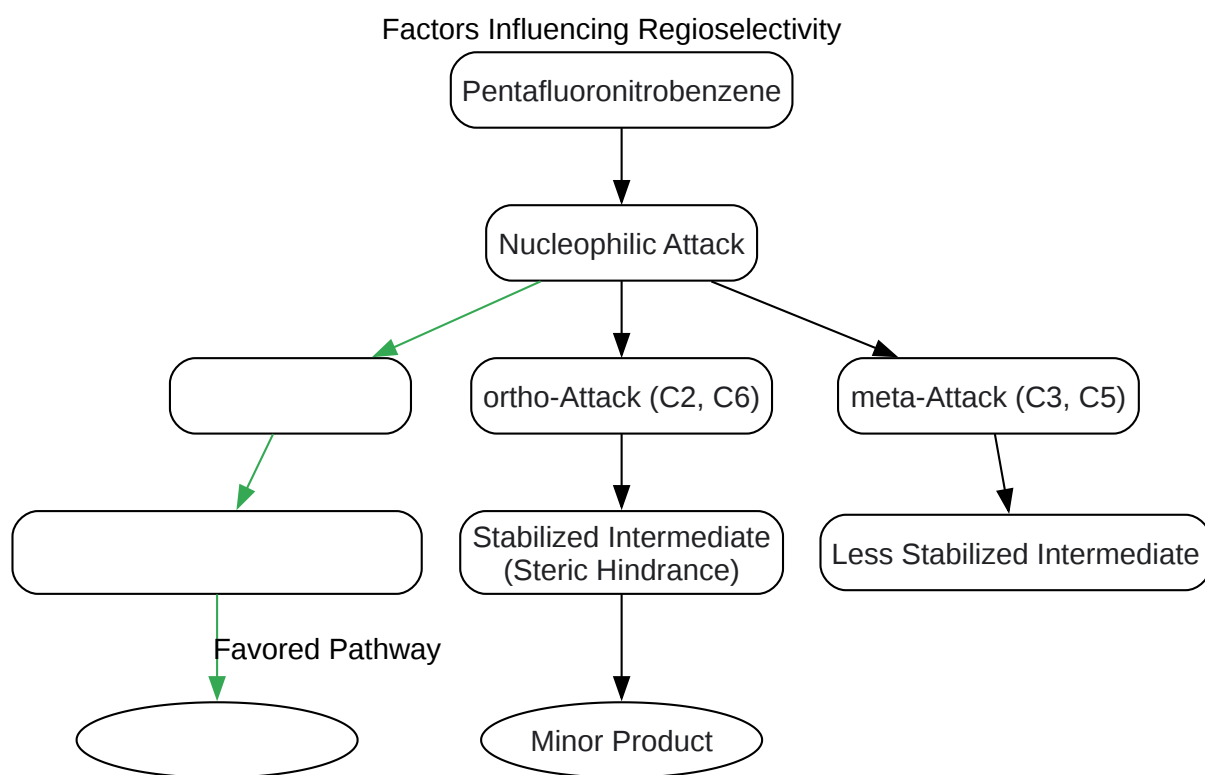 Factors Influencing Regioselectivity
Pentafluoronitrobenzene
Nucleophilic Attack
ortho-Attack (C2, C6)
meta-Attack (C3, C5)
Stabilized Intermediate
(Steric Hindrance)
Less Stabilized Intermediate
Favored Pathway
Minor Product